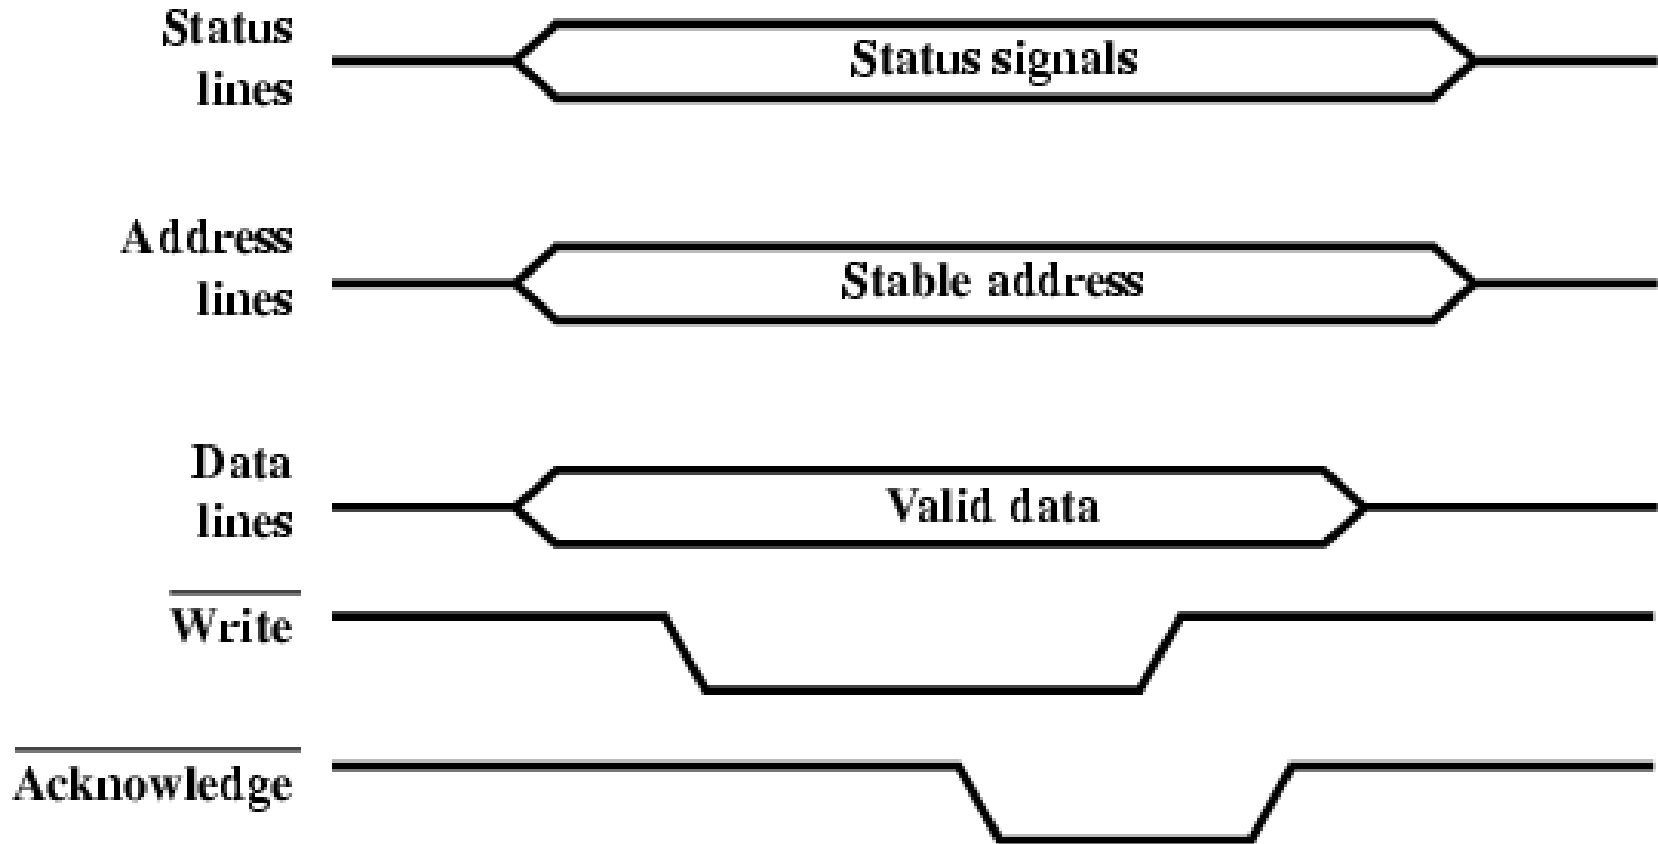 Status
lines
Status signals
Address
lines
Stable address
Data
lines
Valid data
Write
Acknowledge